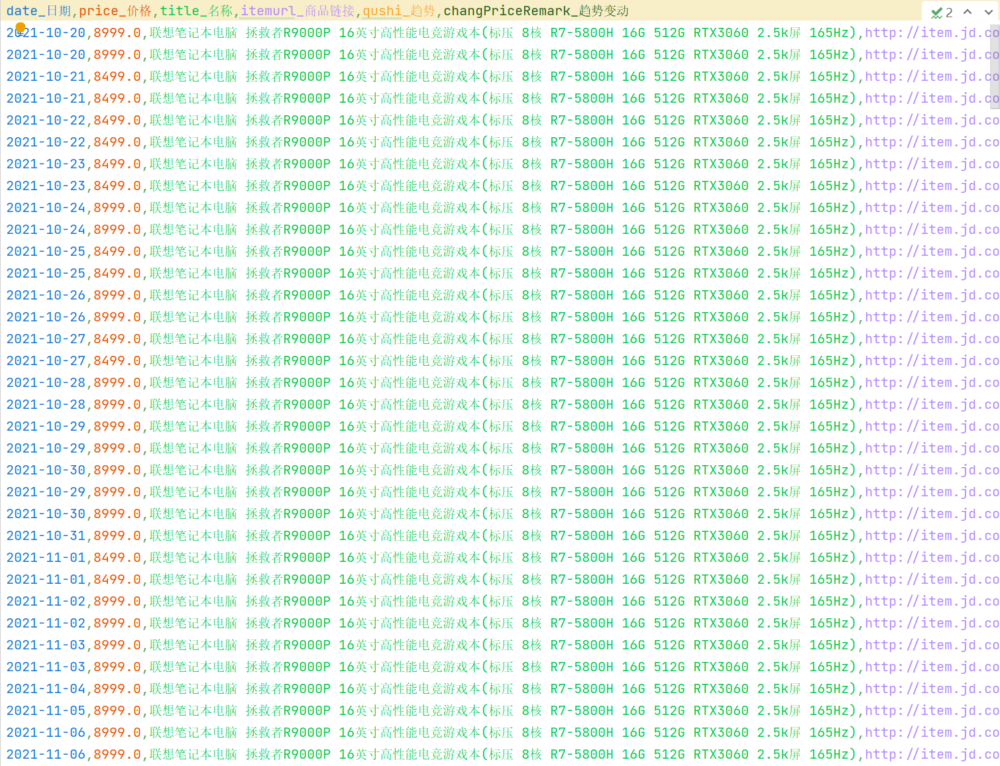 date_日期,price_价格,title_名称,itemurl_商品链接,qushi_趋势,changPriceRemark_趋势变动 2
2021-10-20,8999.0,联想笔记本电脑 拯救者R9000P 16英寸高性能电竞游戏本(标压 8核 R7-5800H 16G 512G RTX3060 2.5k屏 165Hz),http://item.jd.co
2021-10-20,8999.0,联想笔记本电脑 拯救者R9000P 16英寸高性能电竞游戏本(标压 8核 R7-5800H 16G 512G RTX3060 2.5k屏 165Hz),http://item.jd.co
2021-10-21,8499.0,联想笔记本电脑 拯救者R9000P 16英寸高性能电竞游戏本(标压 8核 R7-5800H 16G 512G RTX3060 2.5k屏 165Hz),http://item.jd.co
2021-10-21,8499.0,联想笔记本电脑 拯救者R9000P 16英寸高性能电竞游戏本(标压 8核 R7-5800H 16G 512G RTX3060 2.5k屏 165Hz),http://item.jd.co
2021-10-22,8499.0,联想笔记本电脑 拯救者R9000P 16英寸高性能电竞游戏本(标压 8核 R7-5800H 16G 512G RTX3060 2.5k屏 165Hz),http://item.jd.co
2021-10-22,8499.0,联想笔记本电脑 拯救者R9000P 16英寸高性能电竞游戏本(标压 8核 R7-5800H 16G 512G RTX3060 2.5k屏 165Hz),http://item.jd.co
2021-10-23,8499.0,联想笔记本电脑 拯救者R9000P 16英寸高性能电竞游戏本(标压 8核 R7-5800H 16G 512G RTX3060 2.5k屏 165Hz),http://item.jd.co
2021-10-23,8499.0,联想笔记本电脑 拯救者R9000P 16英寸高性能电竞游戏本(标压 8核 R7-5800H 16G 512G RTX3060 2.5k屏 165Hz),http://item.jd.co
2021-10-24,8999.0,联想笔记本电脑 拯救者R9000P 16英寸高性能电竞游戏本(标压 8核 R7-5800H 16G 512G RTX3060 2.5k屏 165Hz),http://item.jd.co
2021-10-24,8999.0,联想笔记本电脑 拯救者R9000P 16英寸高性能电竞游戏本(标压 8核 R7-5800H 16G 512G RTX3060 2.5k屏 165Hz),http://item.jd.co
2021-10-25,8499.0,联想笔记本电脑 拯救者R9000P 16英寸高性能电竞游戏本(标压 8核 R7-5800H 16G 512G RTX3060 2.5k屏 165Hz),http://item.jd.co
2021-10-25,8499.0,联想笔记本电脑 拯救者R9000P 16英寸高性能电竞游戏本(标压 8核 R7-5800H 16G 512G RTX3060 2.5k屏 165Hz),http://item.jd.co
2021-10-26,8999.0,联想笔记本电脑 拯救者R9000P 16英寸高性能电竞游戏本(标压 8核 R7-5800H 16G 512G RTX3060 2.5k屏 165Hz),http://item.jd.co
2021-10-26,8999.0,联想笔记本电脑 拯救者R9000P 16英寸高性能电竞游戏本(标压 8核 R7-5800H 16G 512G RTX3060 2.5k屏 165Hz),http://item.jd.co
2021-10-27,8499.0,联想笔记本电脑 拯救者R9000P 16英寸高性能电竞游戏本(标压 8核 R7-5800H 16G 512G RTX3060 2.5k屏 165Hz),http://item.jd.co
2021-10-27,8499.0,联想笔记本电脑 拯救者R9000P 16英寸高性能电竞游戏本(标压 8核 R7-5800H 16G 512G RTX3060 2.5k屏 165Hz),http://item.jd.co
2021-10-28,8999.0,联想笔记本电脑 拯救者R9000P 16英寸高性能电竞游戏本(标压 8核 R7-5800H 16G 512G RTX3060 2.5k屏 165Hz),http://item.jd.co
2021-10-28,8999.0,联想笔记本电脑 拯救者R9000P 16英寸高性能电竞游戏本(标压 8核 R7-5800H 16G 512G RTX3060 2.5k屏 165Hz),http://item.jd.co
2021-10-29,8999.0,联想笔记本电脑 拯救者R9000P 16英寸高性能电竞游戏本(标压 8核 R7-5800H 16G 512G RTX3060 2.5k屏 165Hz),http://item.jd.co
2021-10-29,8999.0,联想笔记本电脑 拯救者R9000P 16英寸高性能电竞游戏本(标压 8核 R7-5800H 16G 512G RTX3060 2.5k屏 165Hz),http://item.jd.co
2021-10-30,8999.0,联想笔记本电脑 拯救者R9000P 16英寸高性能电竞游戏本(标压 8核 R7-5800H 16G 512G RTX3060 2.5k屏 165Hz),http://item.jd.co
2021-10-29,8999.0,联想笔记本电脑 拯救者R9000P 16英寸高性能电竞游戏本(标压 8核 R7-5800H 16G 512G RTX3060 2.5k屏 165Hz),http://item.jd.co
2021-10-30,8999.0,联想笔记本电脑 拯救者R9000P 16英寸高性能电竞游戏本(标压 8核 R7-5800H 16G 512G RTX3060 2.5k屏 165Hz),http://item.jd.co
2021-10-31,8999.0,联想笔记本电脑 拯救者R9000P 16英寸高性能电竞游戏本(标压 8核 R7-5800H 16G 512G RTX3060 2.5k屏 165Hz),http://item.jd.co
2021-11-01,8499.0,联想笔记本电脑 拯救者R9000P 16英寸高性能电竞游戏本(标压 8核 R7-5800H 16G 512G RTX3060 2.5k屏 165Hz),http://item.jd.co
2021-11-01,8499.0,联想笔记本电脑 拯救者R9000P 16英寸高性能电竞游戏本(标压 8核 R7-5800H 16G 512G RTX3060 2.5k屏 165Hz),http://item.jd.co
2021-11-02,8999.0,联想笔记本电脑 拯救者R9000P 16英寸高性能电竞游戏本(标压 8核 R7-5800H 16G 512G RTX3060 2.5k屏 165Hz),http://item.jd.co
2021-11-02,8999.0,联想笔记本电脑 拯救者R9000P 16英寸高性能电竞游戏本(标压 8核 R7-5800H 16G 512G RTX3060 2.5k屏 165Hz),http://item.jd.co
2021-11-03,8999.0,联想笔记本电脑 拯救者R9000P 16英寸高性能电竞游戏本(标压 8核 R7-5800H 16G 512G RTX3060 2.5k屏 165Hz),http://item.jd.co
2021-11-03,8999.0,联想笔记本电脑 拯救者R9000P 16英寸高性能电竞游戏本(标压 8核 R7-5800H 16G 512G RTX3060 2.5k屏 165Hz),http://item.jd.co
2021-11-04,8999.0,联想笔记本电脑 拯救者R9000P 16英寸高性能电竞游戏本(标压 8核 R7-5800H 16G 512G RTX3060 2.5k屏 165Hz),http://item.jd.co
2021-11-05,8999.0,联想笔记本电脑 拯救者R9000P 16英寸高性能电竞游戏本(标压 8核 R7-5800H 16G 512G RTX3060 2.5k屏 165Hz),http://item.jd.co
2021-11-06,8999.0,联想笔记本电脑 拯救者R9000P 16英寸高性能电竞游戏本(标压 8核 R7-5800H 16G 512G RTX3060 2.5k屏 165Hz),http://item.jd.co
2021-11-06,8999.0,联想笔记本电脑 拯救者R9000P 16英寸高性能电竞游戏本(标压 8核 R7-5800H 16G 512G RTX3060 2.5k屏 165Hz),http://item.jd.co